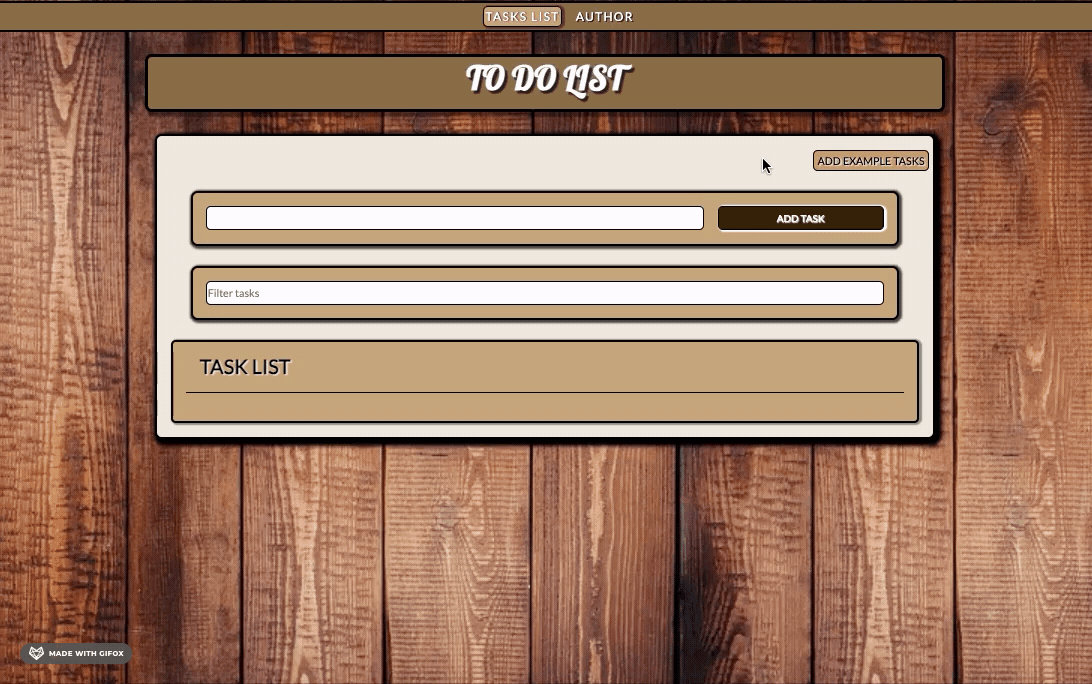 TASKS LIST AUTHOR
TO DO LIST
ADD EXAMPLE TASKS
ADD TASK
Filter tasks
TASK LIST
MADE WITH GIFOX